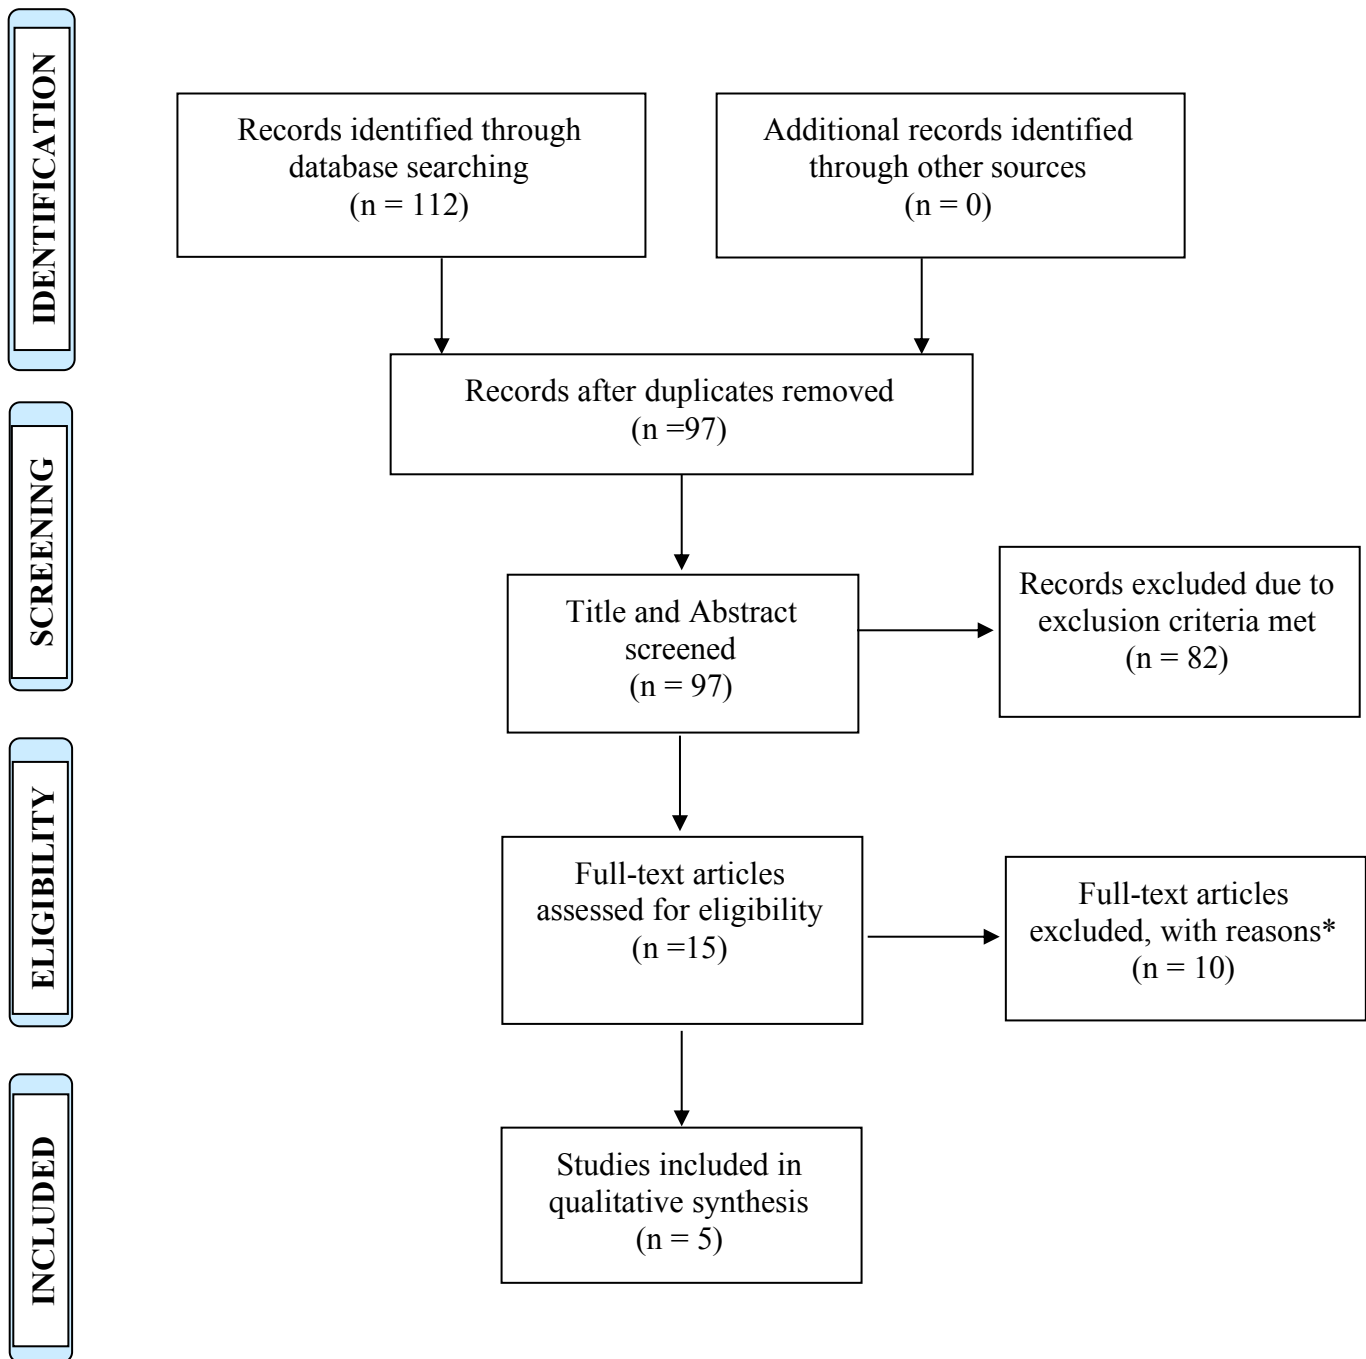 IDENTIFICATION
Records identified through
database searching
(n = 112)
Additional records identified
through other sources
(n = 0)
Records after duplicates removed
(n =97)
SCREENING
Title and Abstract
screened
(n = 97)
Records excluded due to
exclusion criteria met
(n = 82)
ELIGIBILITY
Full-text articles
assessed for eligibility
(n =15)
Full-text articles
excluded, with reasons*
(n = 10)
INCLUDED
Studies included in
qualitative synthesis
(n = 5)